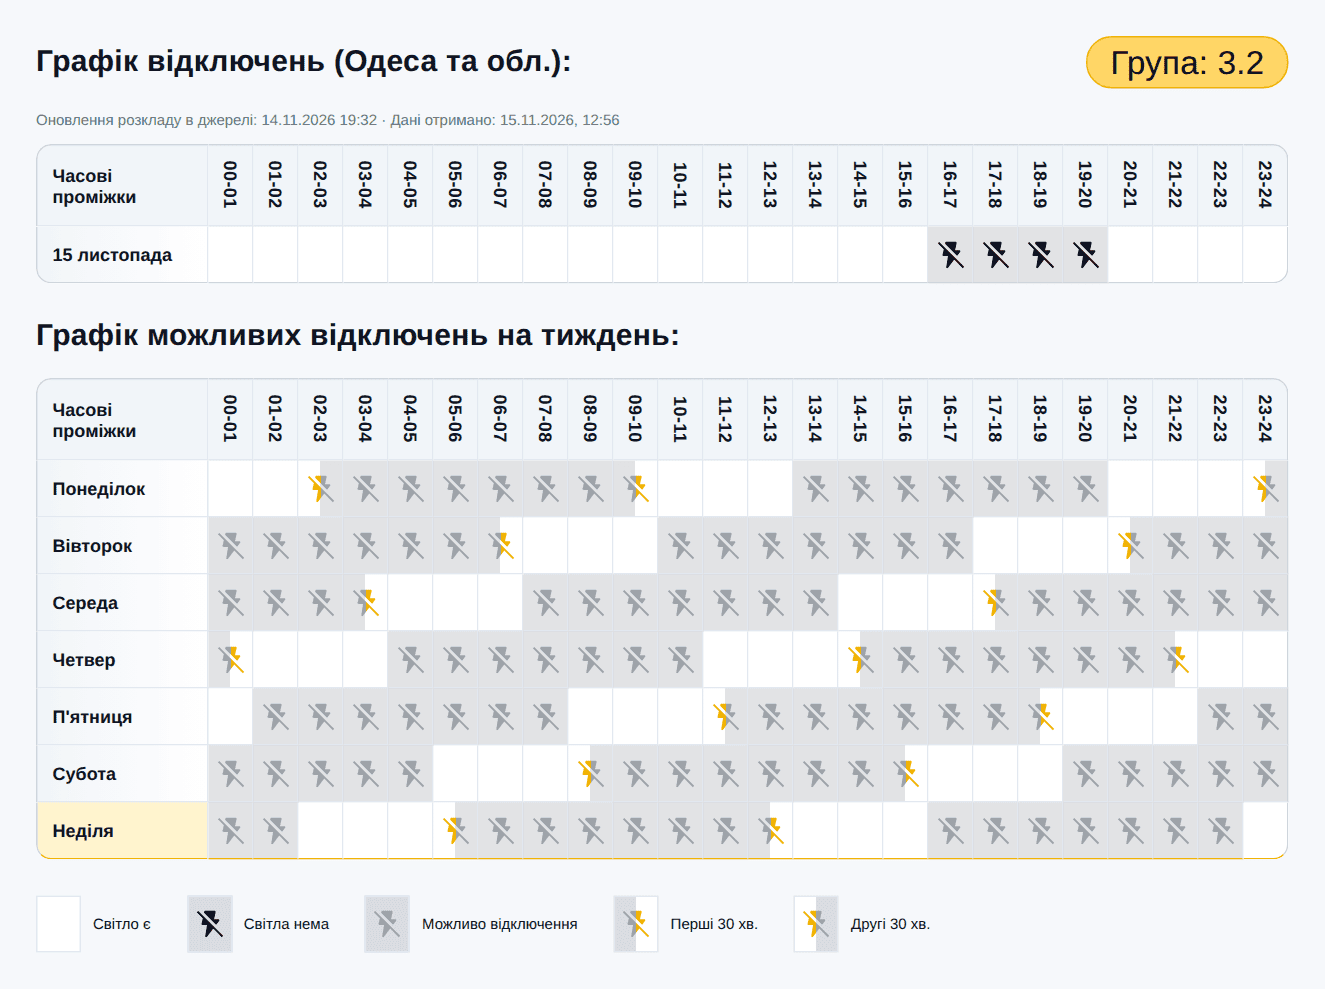 Графік відключень (Одеса та обл.):
Група: 3.2
Оновлення розкладу в джерелі: 14.11.2026 19:32 · Дані отримано: 15.11.2026, 12:56
Часові проміжки 00-01 01-02 02-03 03-04 04-05 05-06 06-07 07-08 08-09 09-10 10-11 11-12 12-13 13-14 14-15 15-16 16-17 17-18 18-19 19-20 20-21 21-22 22-23 23-24
15 листопада
Графік можливих відключень на тиждень:
Часові проміжки 00-01 01-02 02-03 03-04 04-05 05-06 06-07 07-08 08-09 09-10 10-11 11-12 12-13 13-14 14-15 15-16 16-17 17-18 18-19 19-20 20-21 21-22 22-23 23-24
Понеділок
Вівторок
Середа
Четвер
П'ятниця
Субота
Неділя
Світло є Світла нема Можливо відключення Перші 30 хв. Другі 30 хв.